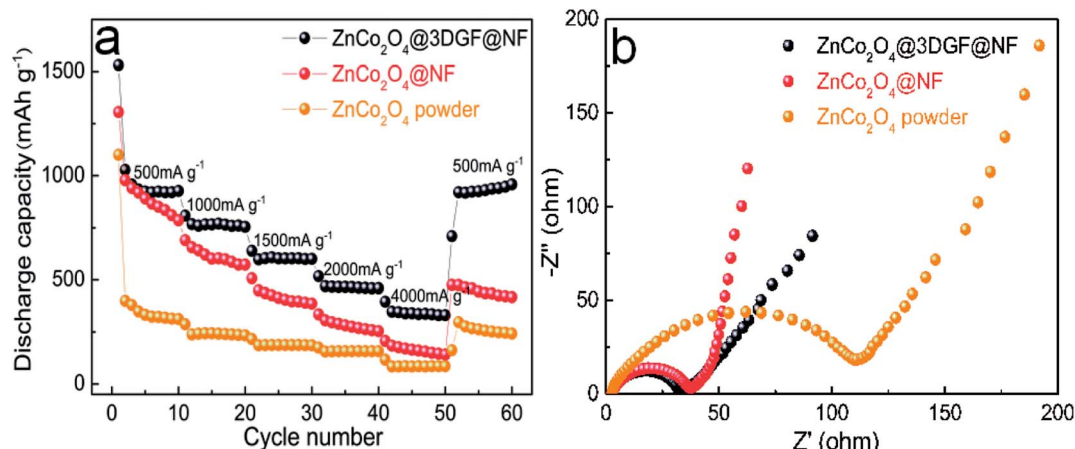 a
Discharge capacity (mAh g⁻¹)
1500
1000
500
0
0 10 20 30 40 50 60
Cycle number
ZnCo₂O₄@3DGF@NF
ZnCo₂O₄@NF
ZnCo₂O₄ powder
500mA g⁻¹
1000mA g⁻¹
1500mA g⁻¹
2000mA g⁻¹
4000mA g⁻¹
500mA g⁻¹
b
-Z" (ohm)
-200
-150
-100
-50
0
0 50 100 150 200
Z' (ohm)
ZnCo₂O₄@3DGF@NF
ZnCo₂O₄@NF
ZnCo₂O₄ powder